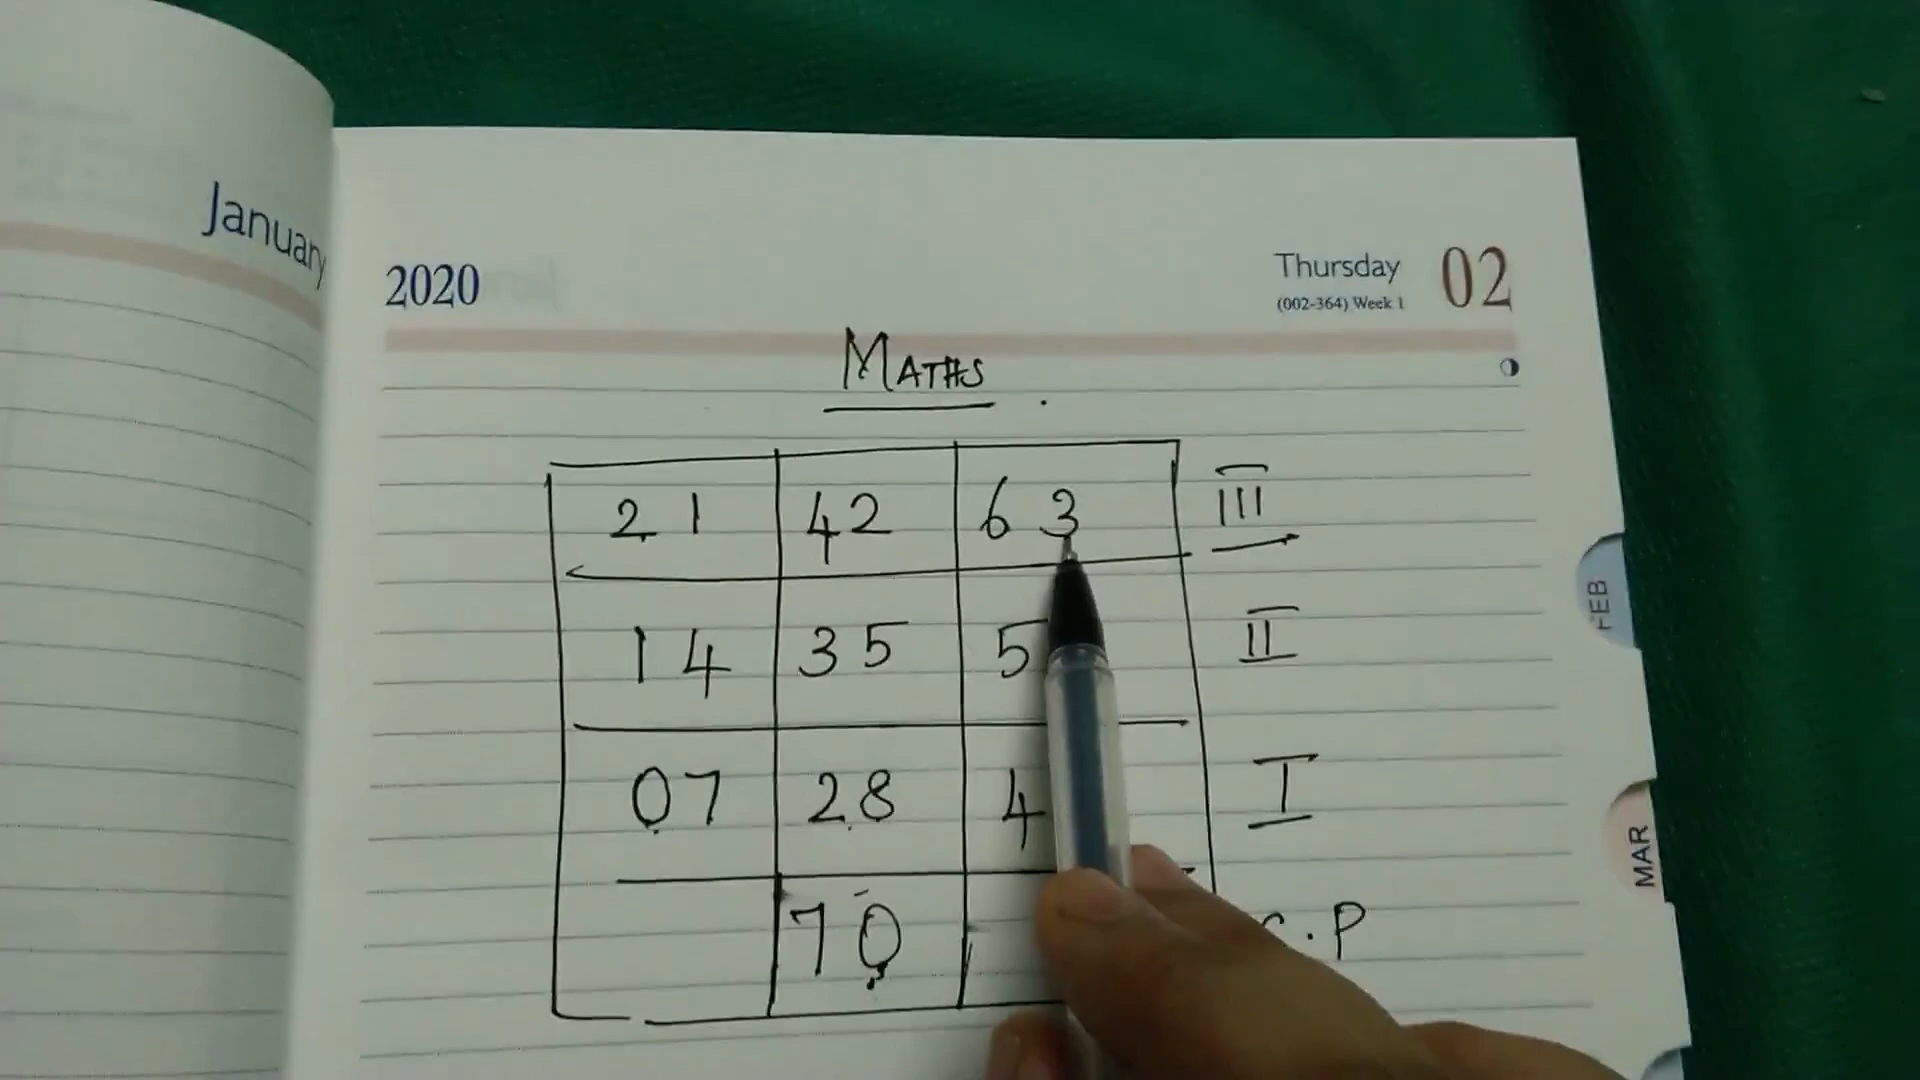 January
2020
Thursday 02
(002-364) Week 1
MATHS
21 42 63 III
FEB
14 35 5 II
07 28 4 I
MAR
70 .P